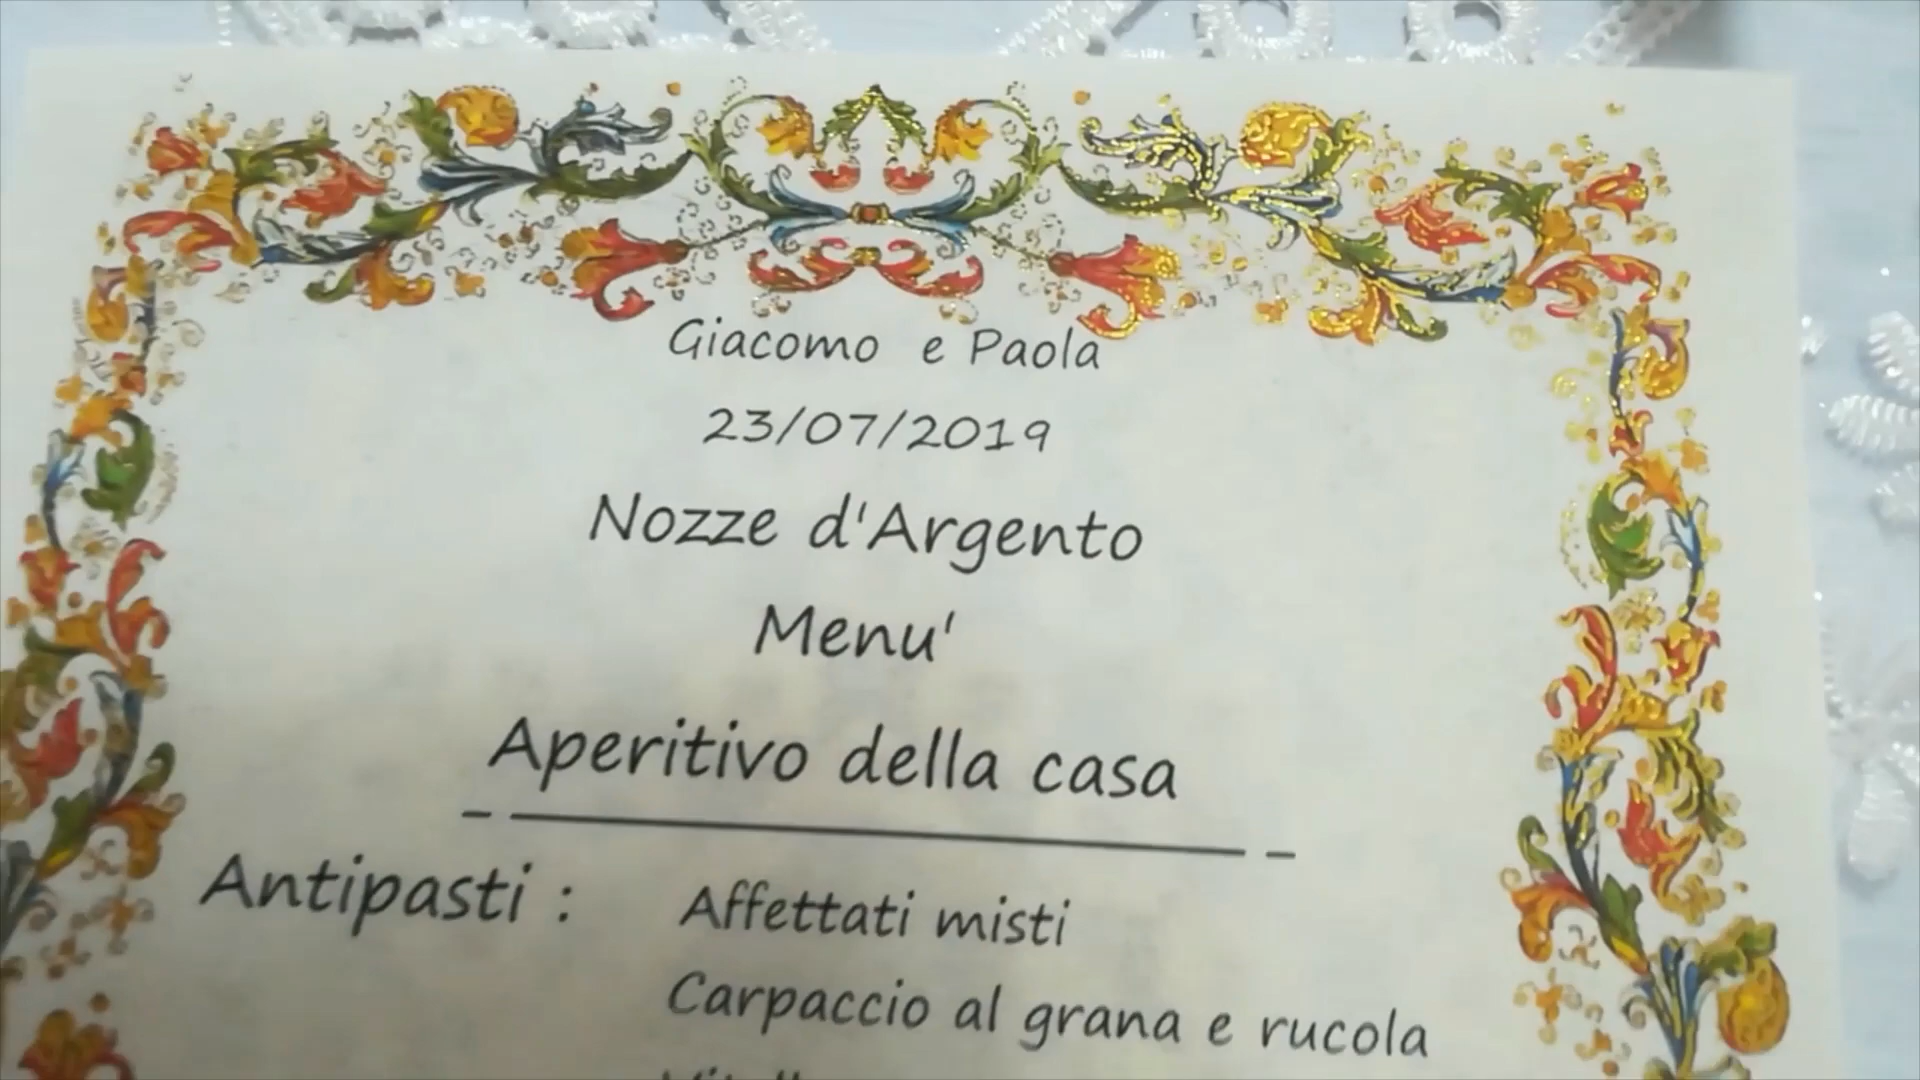 Giacomo e Paola
23/07/2019
Nozze d'Argento
Menu'
Aperitivo della casa
Antipasti : Affettati misti
Carpaccio al grana e rucola